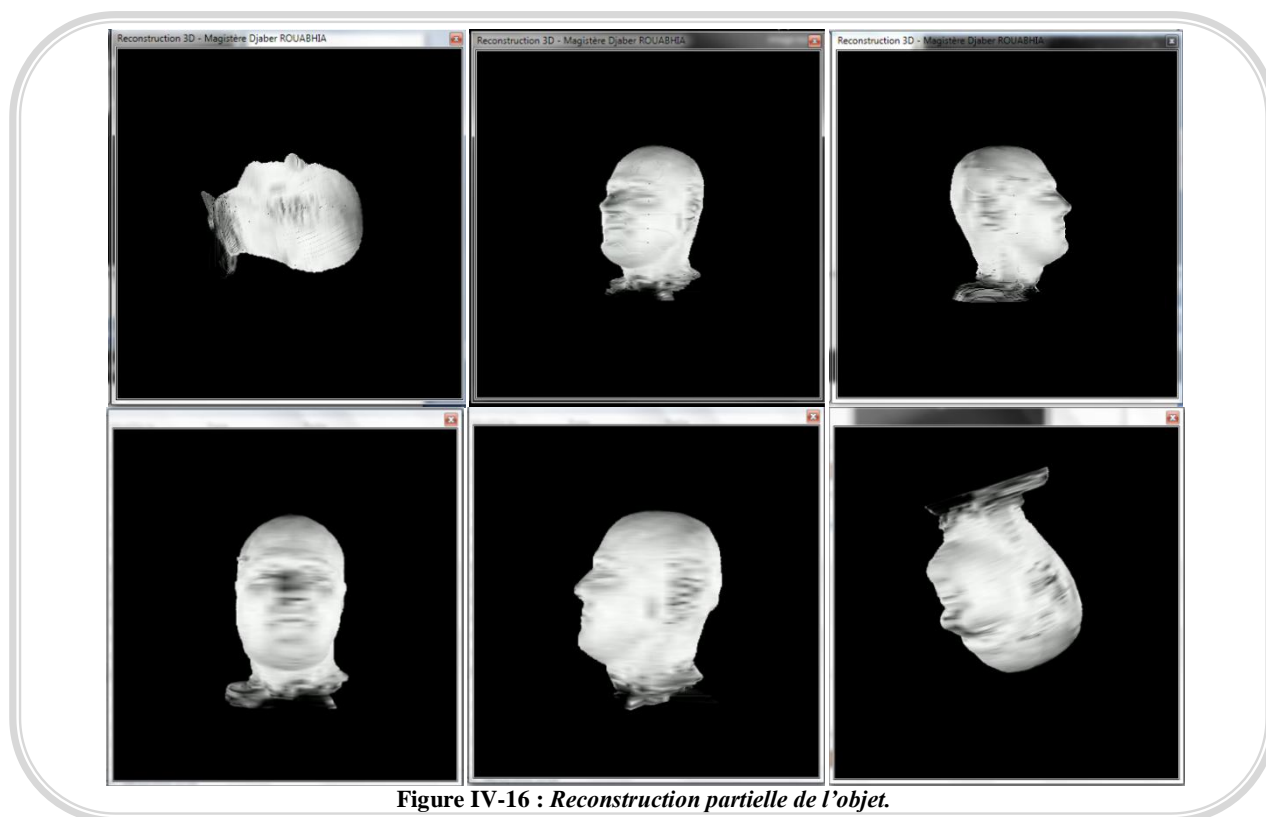 Reconstruction 3D - Magistère Djaber ROUABHIA
Reconstruction 3D - Magistère Djaber ROUABHIA
Reconstruction 3D - Magistère Djaber ROUABHIA
Figure IV-16 : Reconstruction partielle de l'objet.